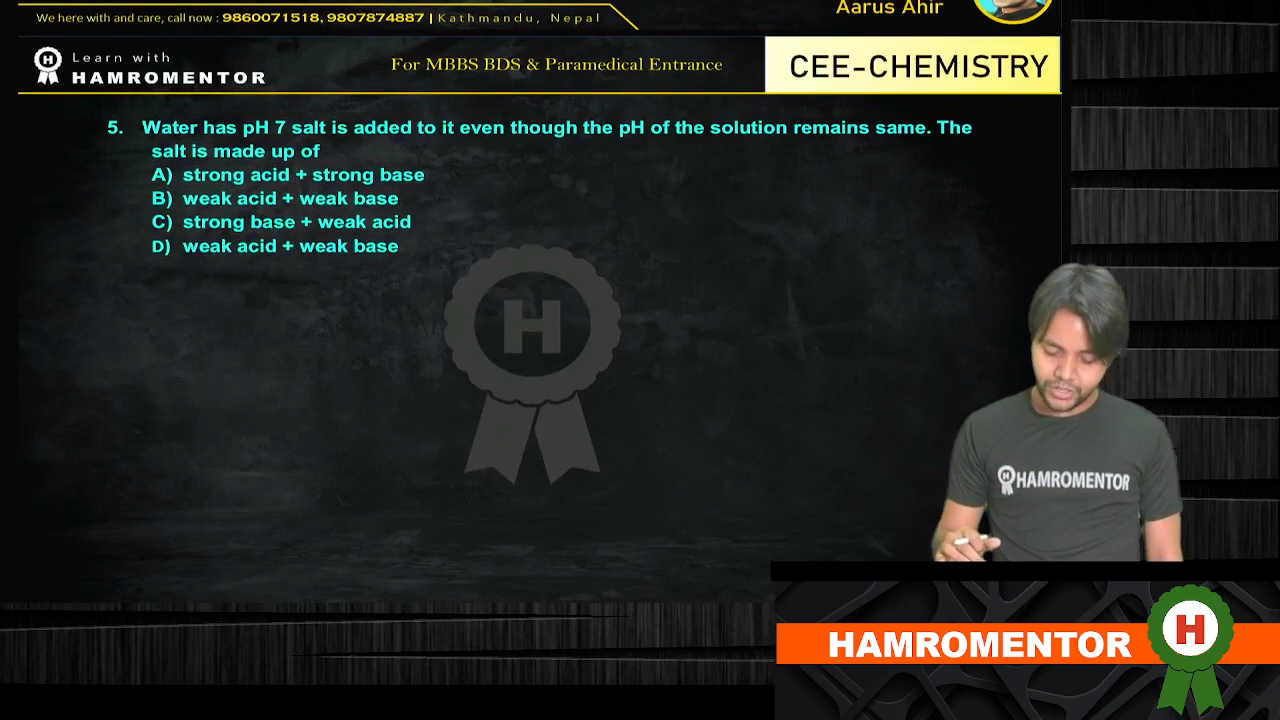 We here with and care, call now : 9860071518, 9807874887 | Kathmandu, Nepal
Aarus Ahir
Learn with
HAMROMENTOR
For MBBS BDS & Paramedical Entrance
CEE-CHEMISTRY
5. Water has pH 7 salt is added to it even though the pH of the solution remains same. The
salt is made up of
A) strong acid + strong base
B) weak acid + weak base
C) strong base + weak acid
D) weak acid + weak base
H
H
HAMROMENTOR
HAMROMENTOR
H